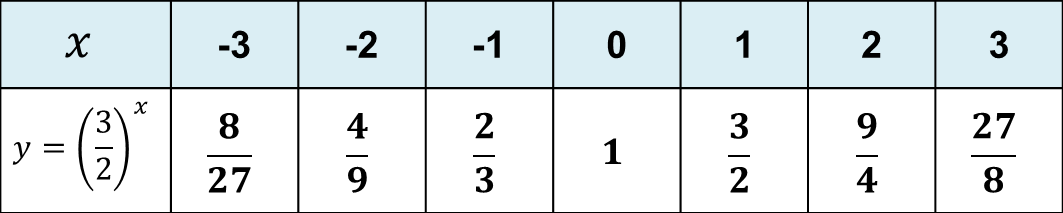 x -3 -2 -1 0 1 2 3
y = (3/2)^x 8/27 4/9 2/3 1 3/2 9/4 27/8